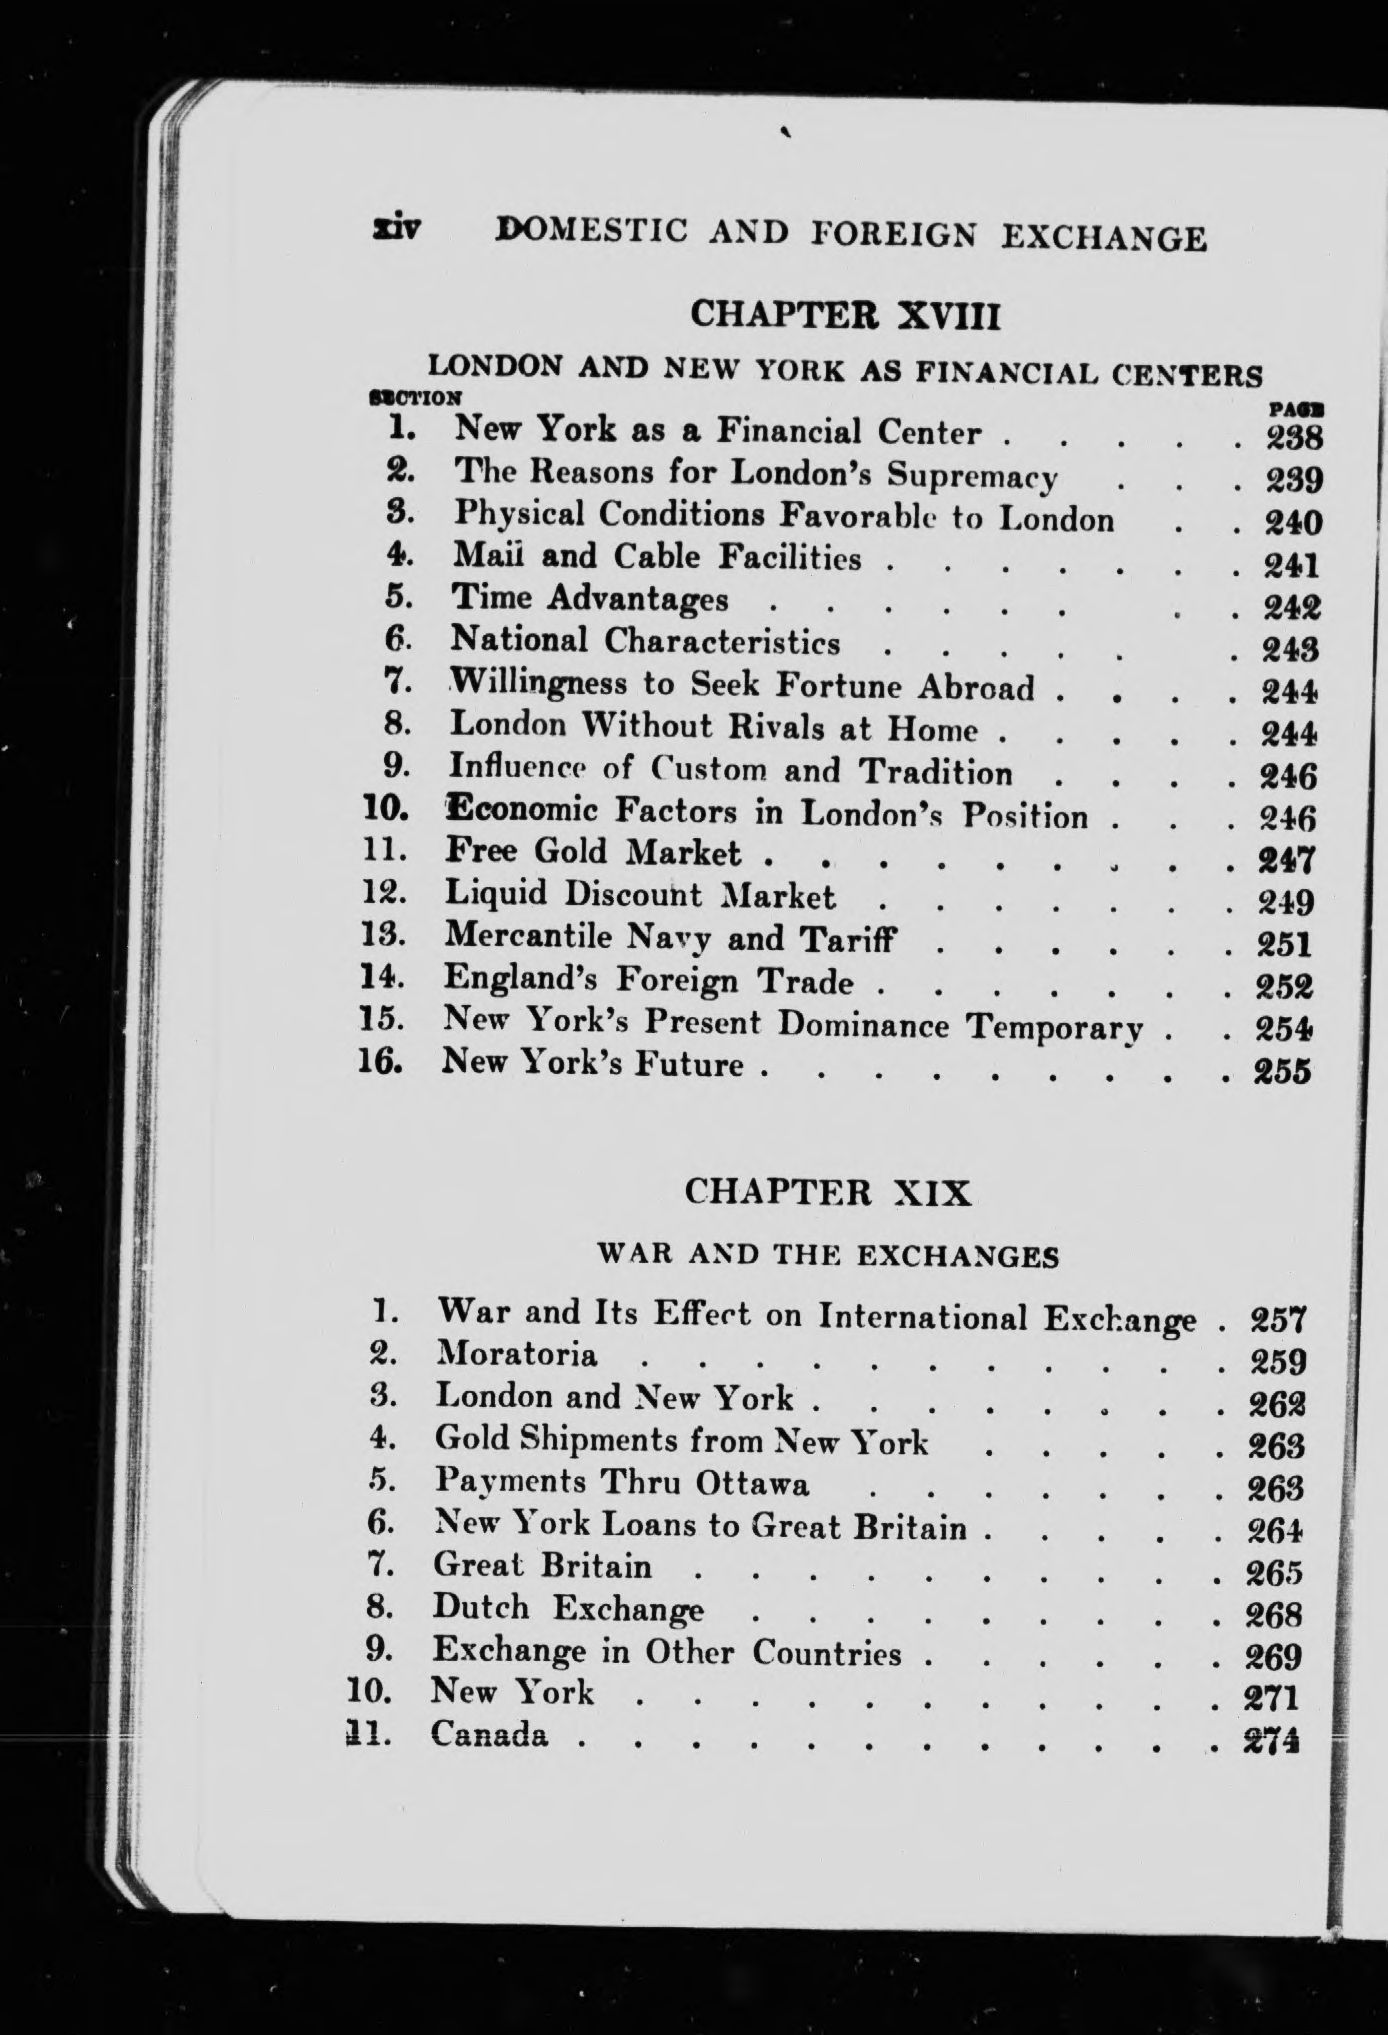 xiv DOMESTIC AND FOREIGN EXCHANGE
CHAPTER XVIII
LONDON AND NEW YORK AS FINANCIAL CENTERS
SECTION PAGE
1. New York as a Financial Center . . . . . 238
2. The Reasons for London's Supremacy . . . 239
3. Physical Conditions Favorable to London . . 240
4. Mail and Cable Facilities . . . . . . . 241
5. Time Advantages . . . . . . . . 242
6. National Characteristics . . . . . . 243
7. Willingness to Seek Fortune Abroad . . . . 244
8. London Without Rivals at Home . . . . . 244
9. Influence of Custom and Tradition . . . . 246
10. Economic Factors in London's Position . . . 246
11. Free Gold Market . . . . . . . . . 247
12. Liquid Discount Market . . . . . . . 249
13. Mercantile Navy and Tariff . . . . . . 251
14. England's Foreign Trade . . . . . . . 252
15. New York's Present Dominance Temporary . . 254
16. New York's Future . . . . . . . . . 255
CHAPTER XIX
WAR AND THE EXCHANGES
1. War and Its Effect on International Exchange . 257
2. Moratoria . . . . . . . . . . . 259
3. London and New York . . . . . . . . 262
4. Gold Shipments from New York . . . . . 263
5. Payments Thru Ottawa . . . . . . . 263
6. New York Loans to Great Britain . . . . . 264
7. Great Britain . . . . . . . . . . 265
8. Dutch Exchange . . . . . . . . . 268
9. Exchange in Other Countries . . . . . . 269
10. New York . . . . . . . . . . . 271
11. Canada . . . . . . . . . . . . 274